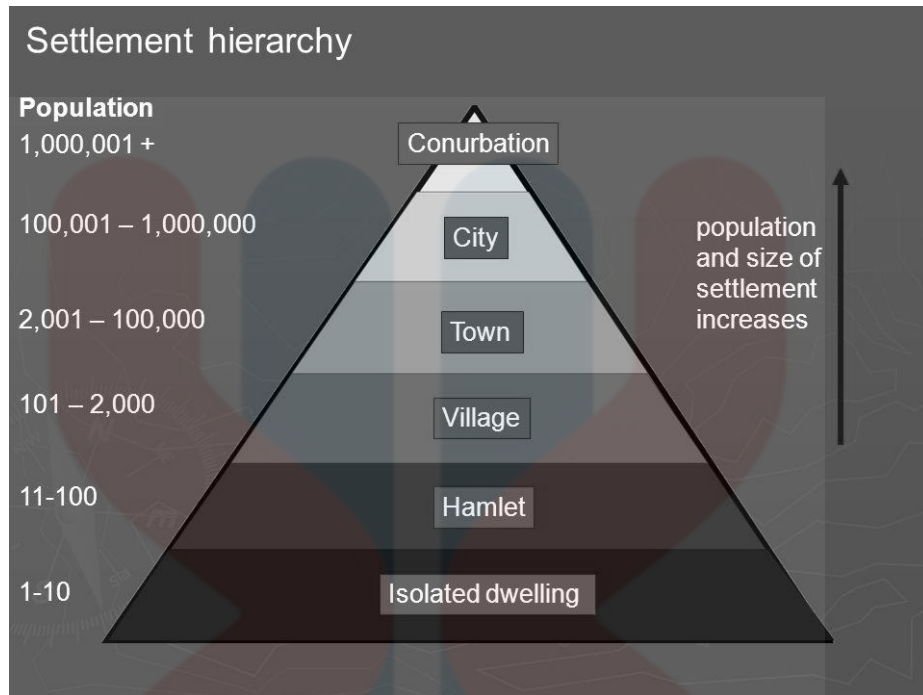 Settlement hierarchy
Population
1,000,001 +
Conurbation
100,001 – 1,000,000
City
population
and size of
settlement
increases
2,001 – 100,000
Town
101 – 2,000
Village
11-100
Hamlet
1-10
Isolated dwelling